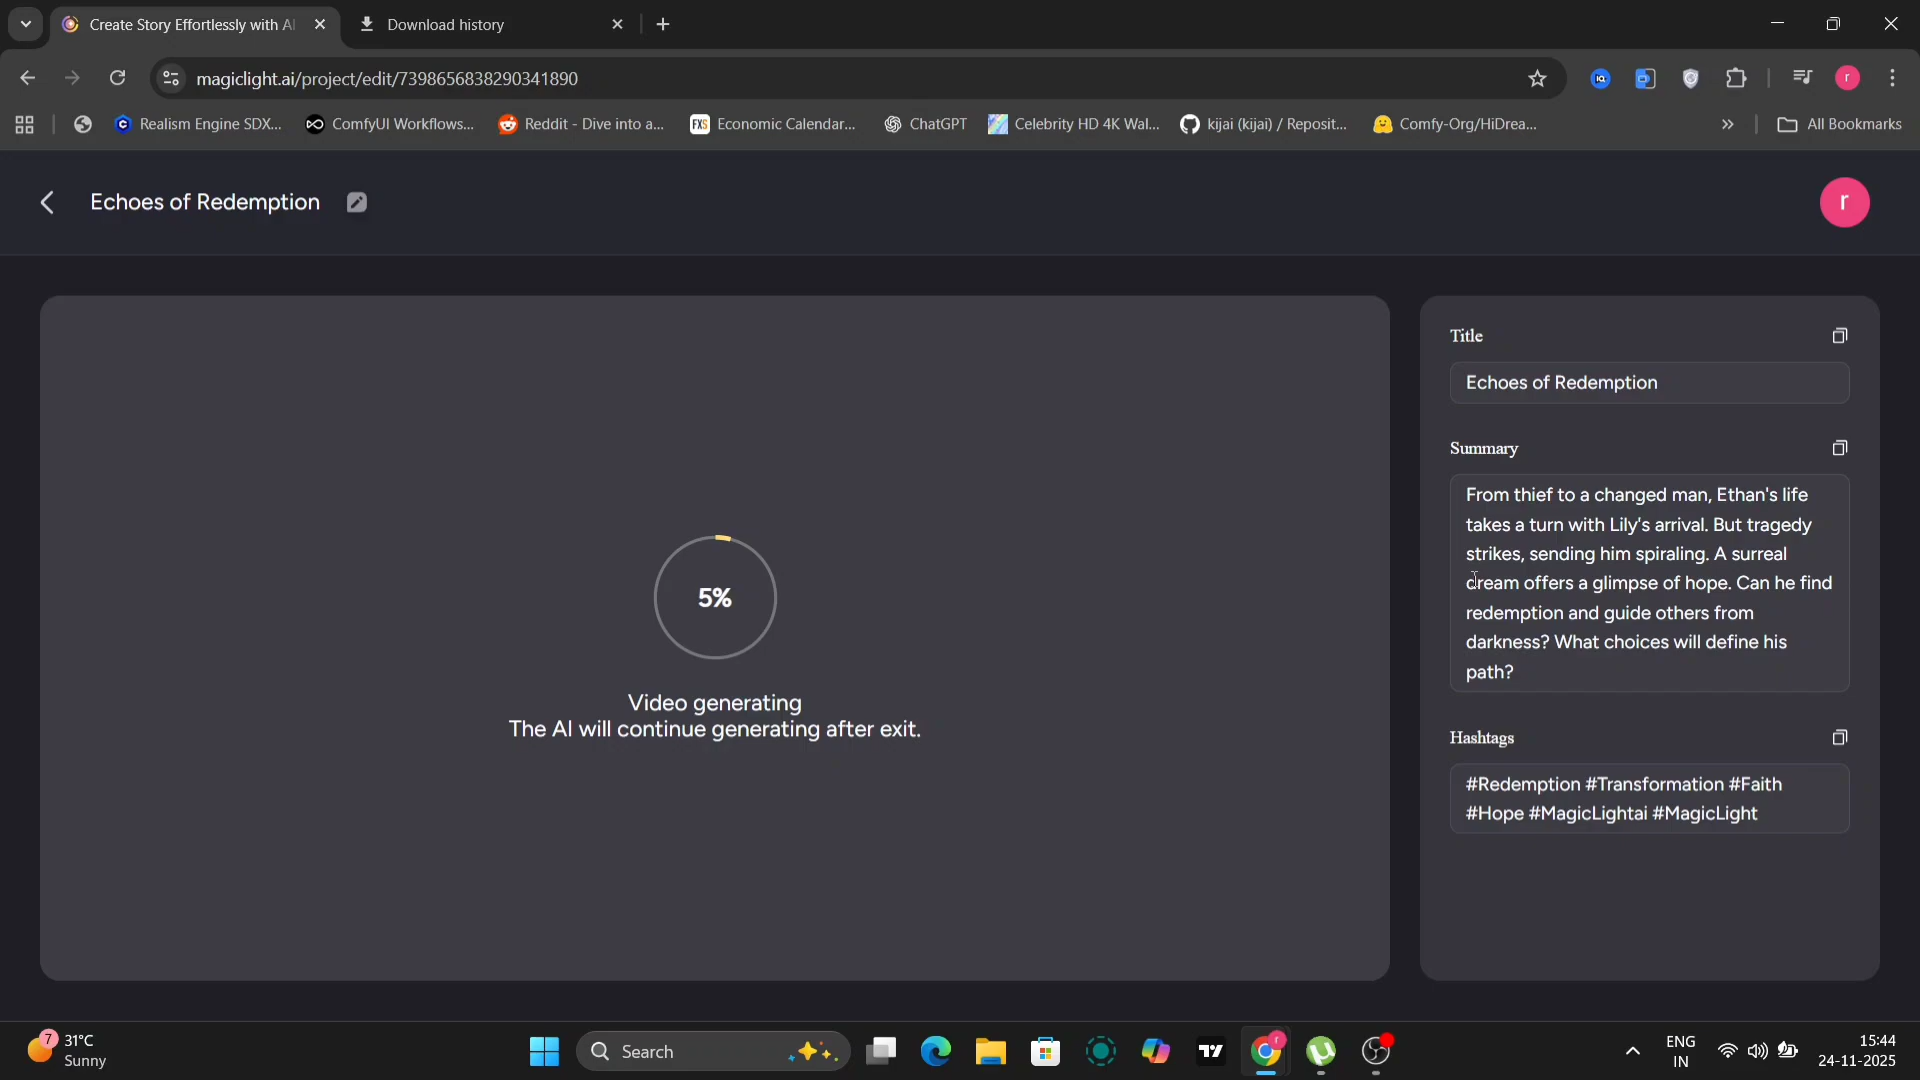 Create Story Effortlessly with AI
Download history
magiclight.ai/project/edit/7398656838290341890
r
Realism Engine SDX...
ComfyUI Workflows...
Reddit - Dive into a...
Economic Calendar...
ChatGPT
Celebrity HD 4K Wal...
kijai (kijai) / Reposit...
Comfy-Org/HiDrea...
»
All Bookmarks
Echoes of Redemption
r
5%
Video generating
The AI will continue generating after exit.
Title
Echoes of Redemption
Summary
From thief to a changed man, Ethan's life
takes a turn with Lily's arrival. But tragedy
strikes, sending him spiraling. A surreal
dream offers a glimpse of hope. Can he find
redemption and guide others from
darkness? What choices will define his
path?
Hashtags
#Redemption #Transformation #Faith
#Hope #MagicLightai #MagicLight
7
31°C
Sunny
Search
ENG
IN
15:44
24-11-2025